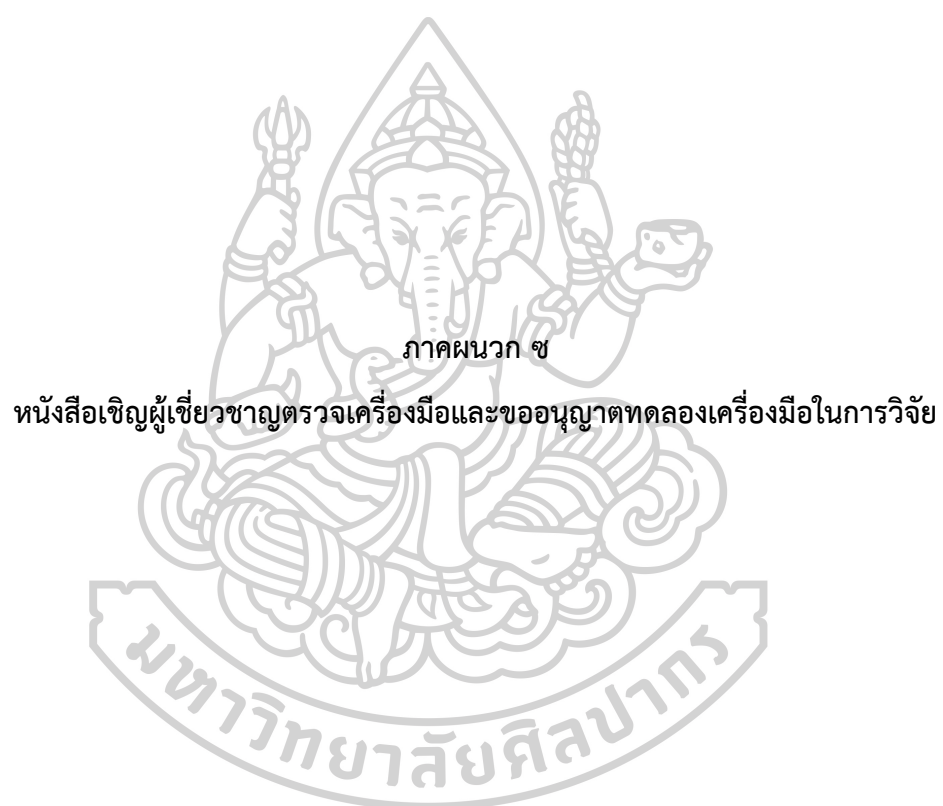 ภาคผนวก ซ
หนังสือเชิญผู้เชี่ยวชาญตรวจเครื่องมือและขออนุญาตทดลองเครื่องมือในการวิจัย
มหาวิทยาลัยศิลปากร